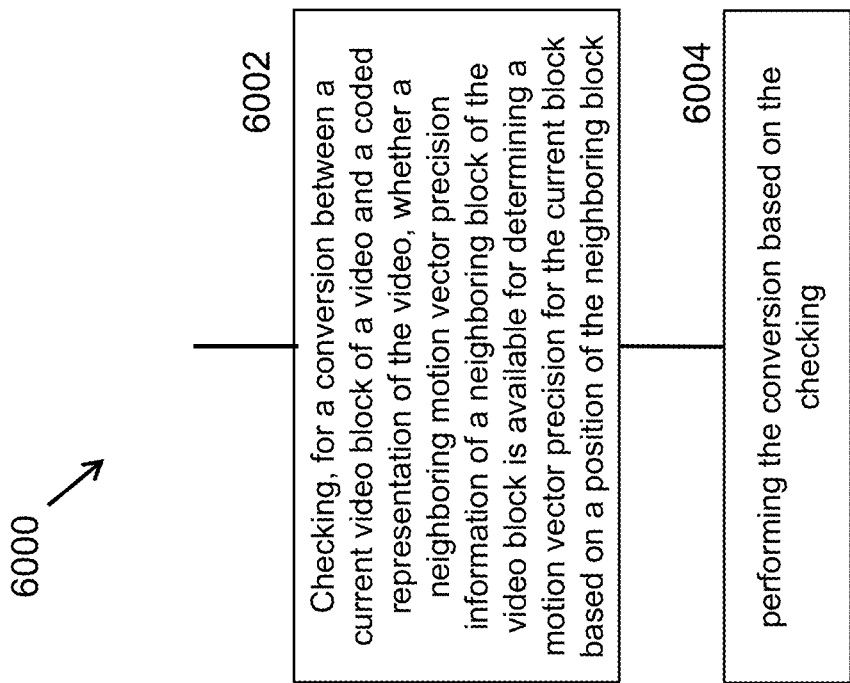 6000
6002
Checking, for a conversion between a
current video block of a video and a coded
representation of the video, whether a
neighboring motion vector precision
information of a neighboring block of the
video block is available for determining a
motion vector precision for the current block
based on a position of the neighboring block
6004
performing the conversion based on the
checking